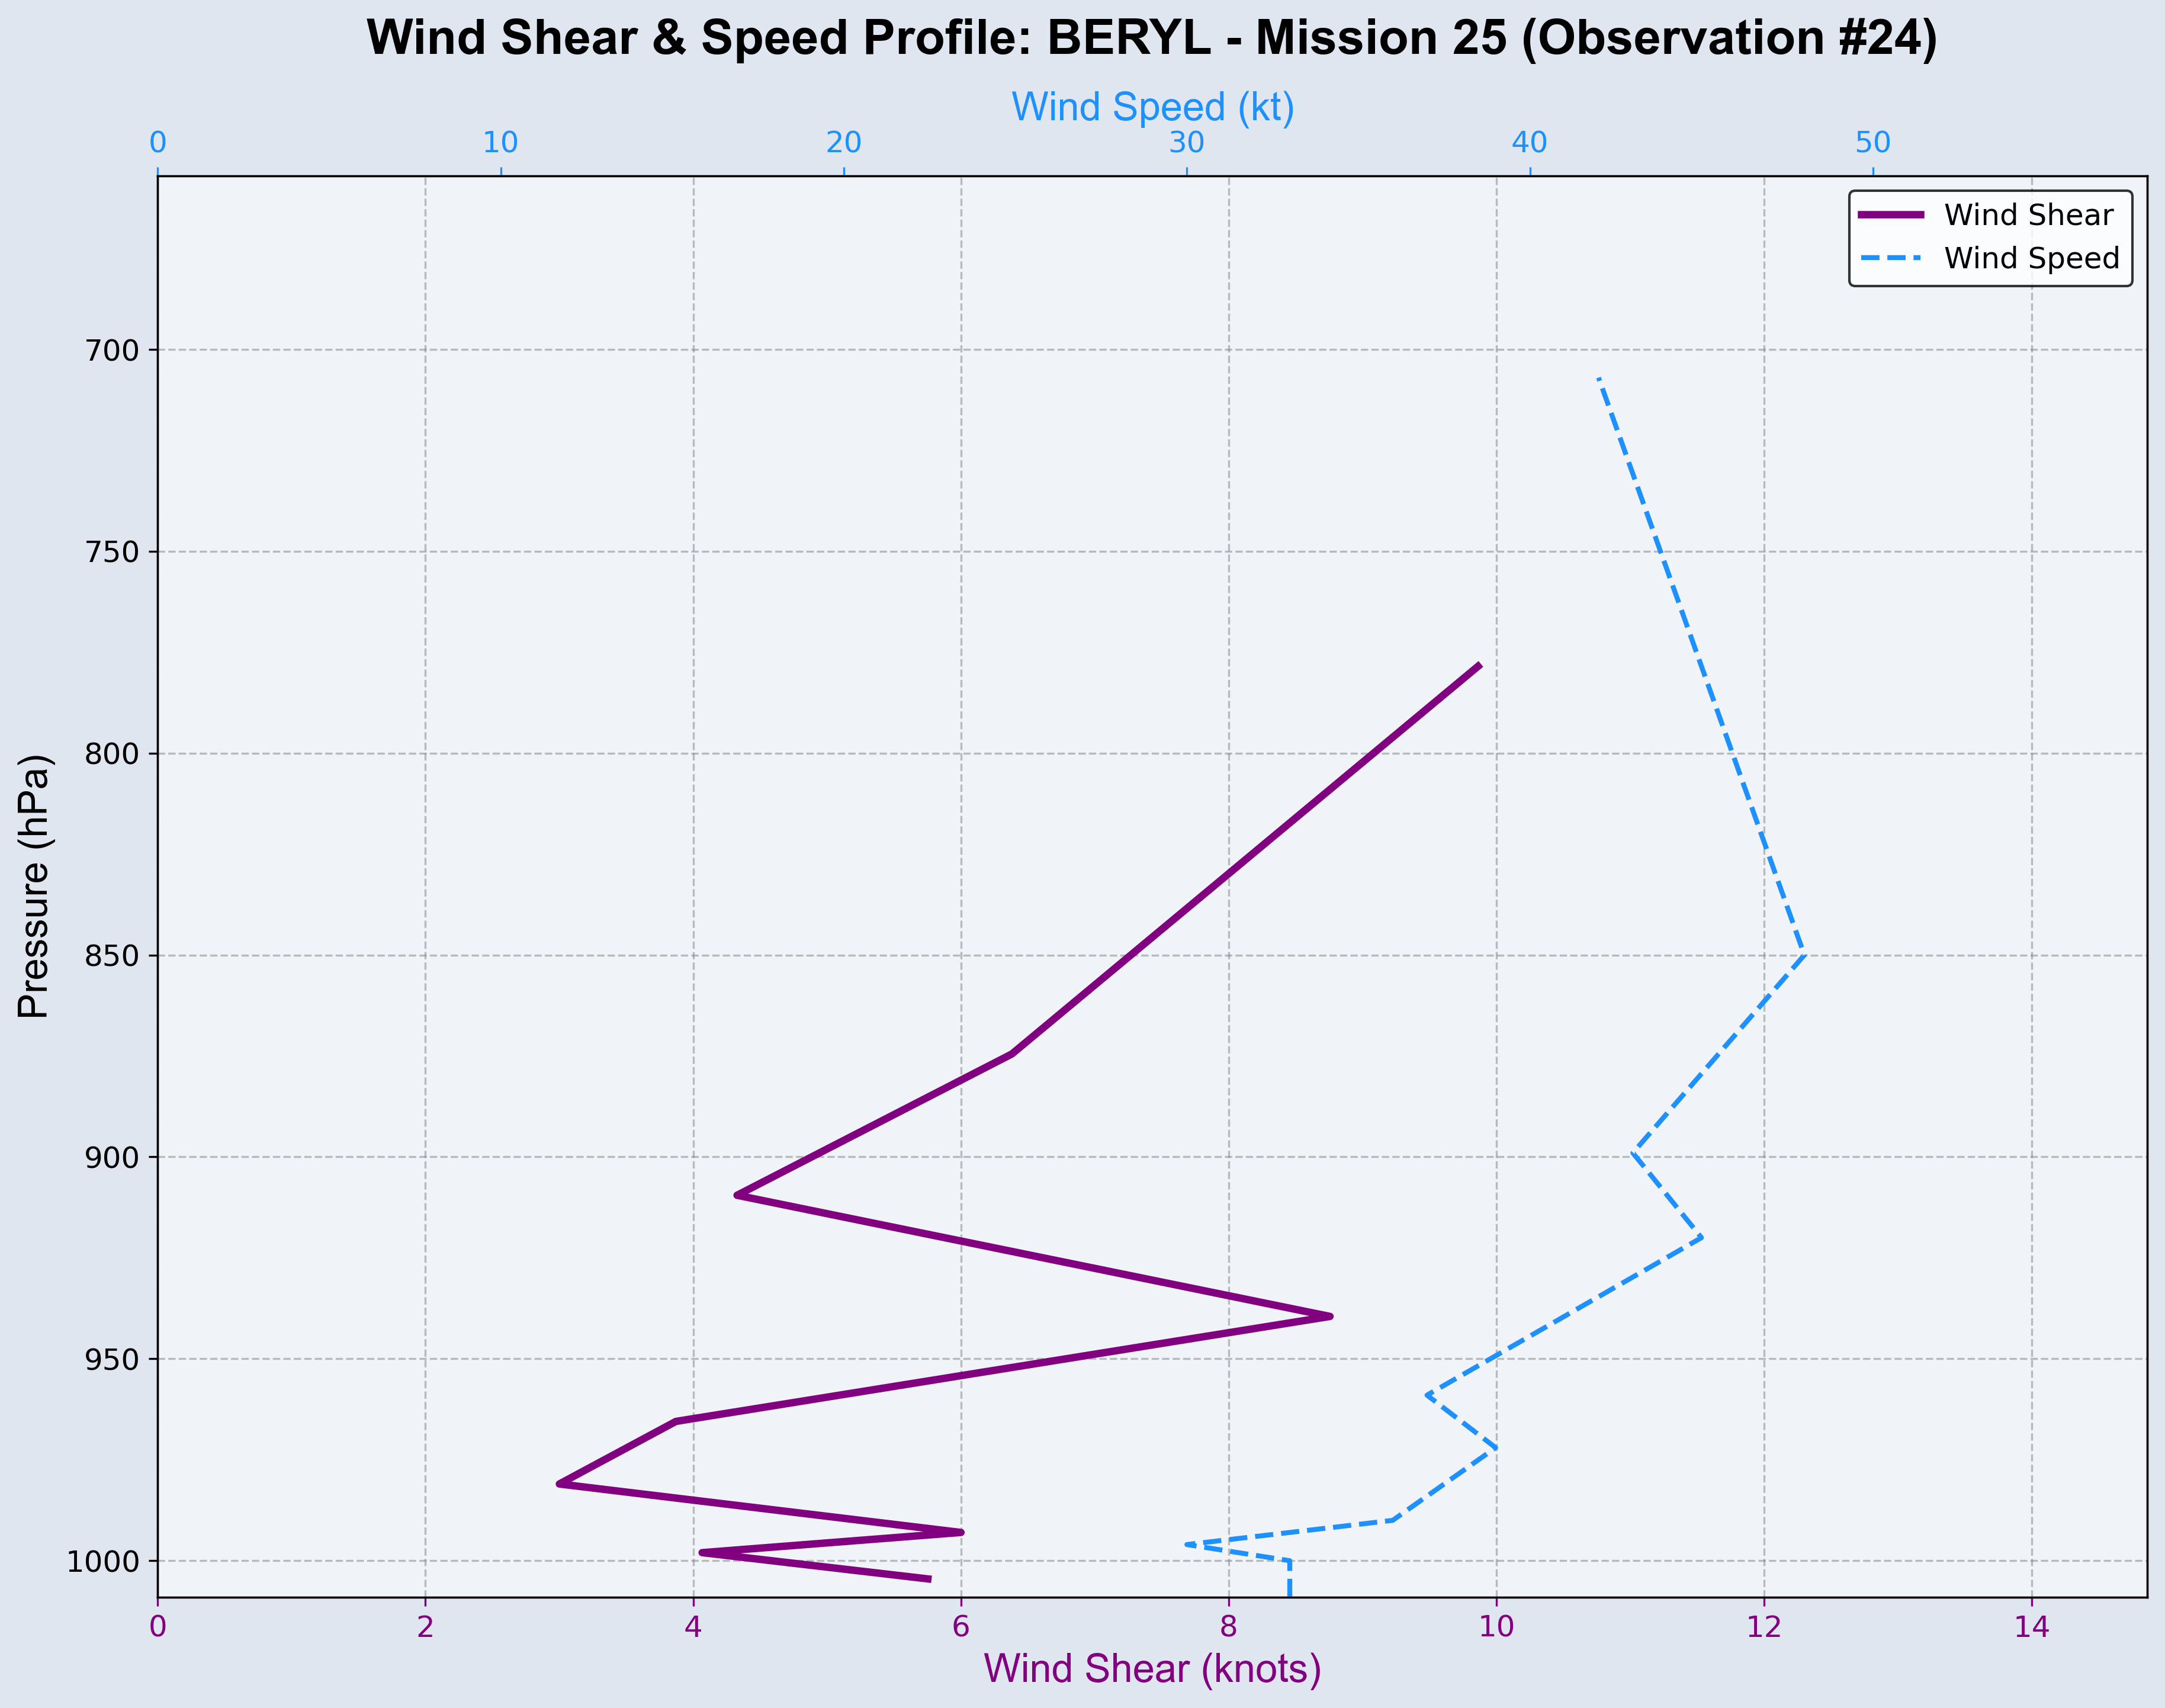 Wind Shear & Speed Profile: BERYL - Mission 25 (Observation #24)
Wind Speed (kt)
0 10 20 30 40 50
Wind Shear
Wind Speed
700
750
800
850
900
950
1000
Pressure (hPa)
0 2 4 6 8 10 12 14
Wind Shear (knots)